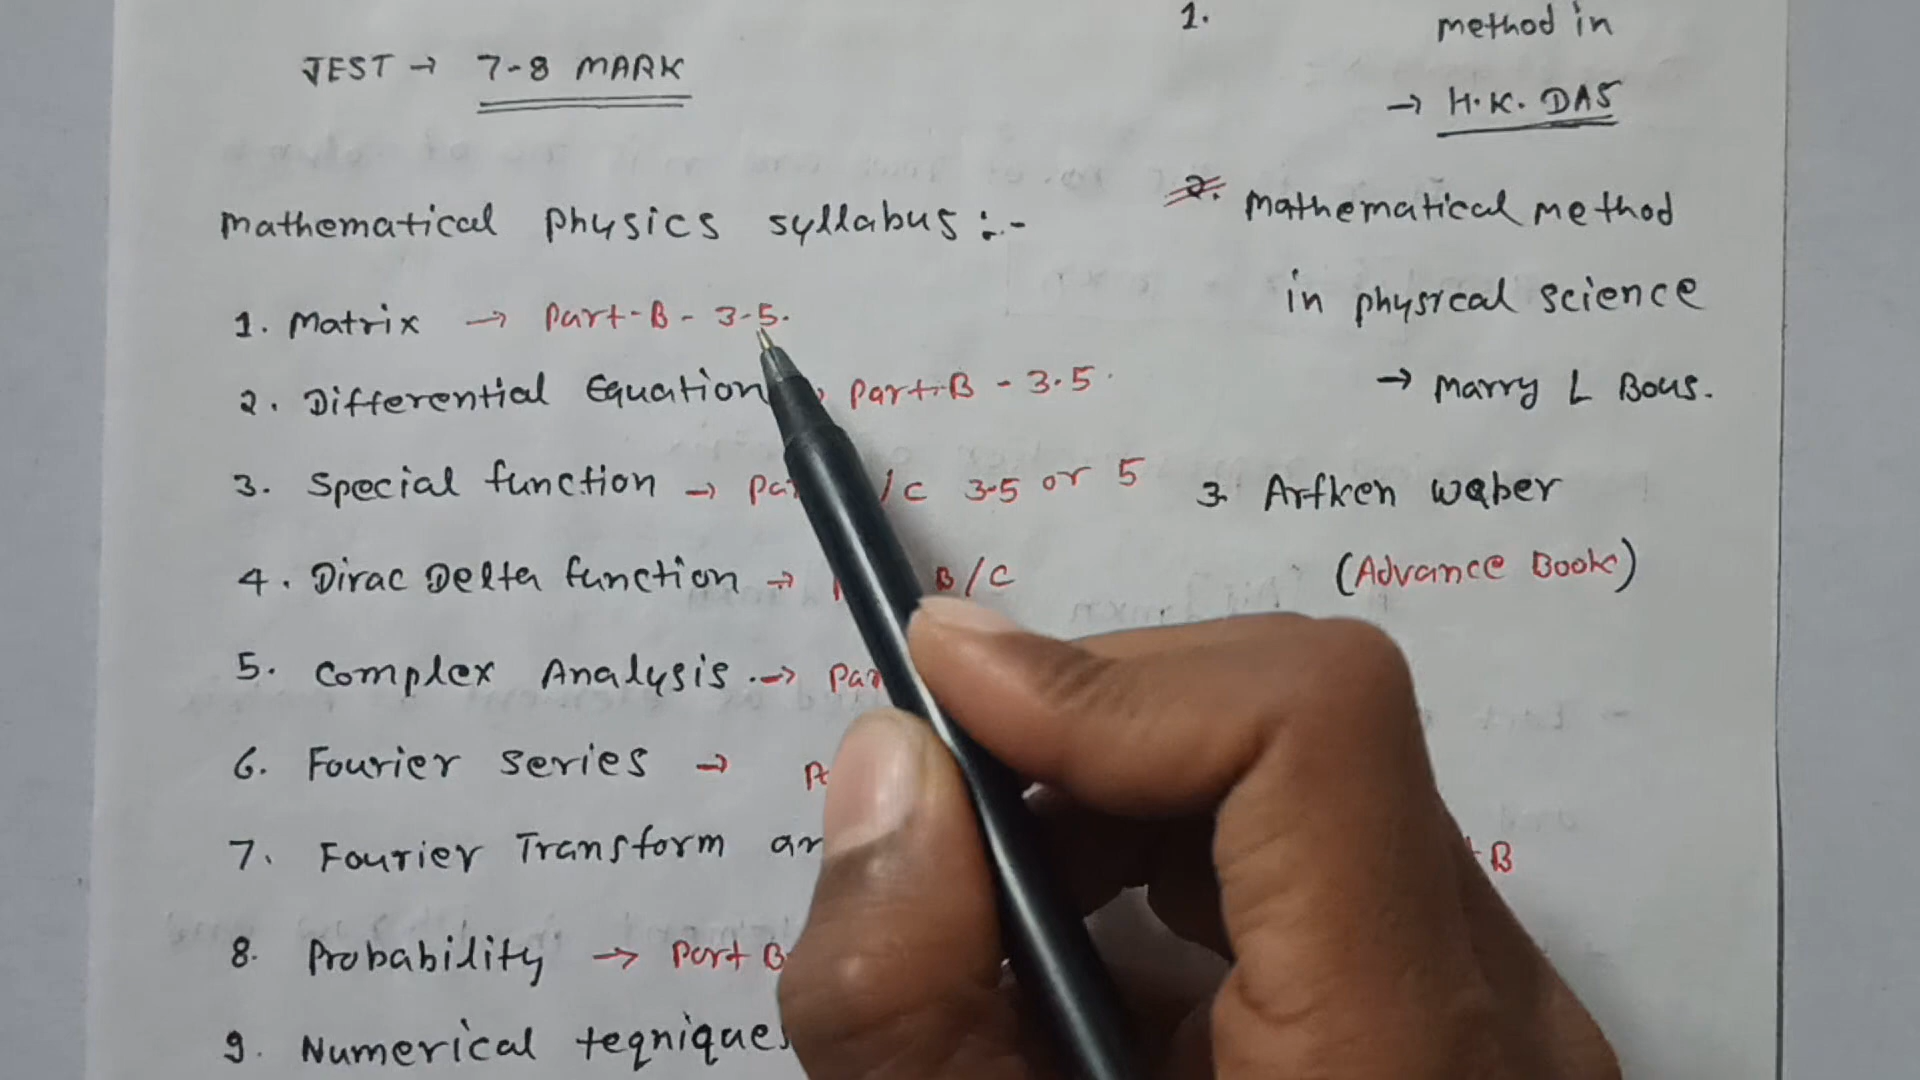 JEST → 7-8 MARK
Mathematical Physics syllabus :-
1. Matrix → Part-B - 3.5.
2. Differential Equation Part-B - 3.5.
3. Special function → /C 3.5 or 5
4. Dirac Delta function → B/C
5. Complex Analysis →
6. Fourier series →
7. Fourier Transform B
8. Probability → Part B
9. Numerical teqniques
1. method in
→ H.K. DAS
2. Mathematical method
in physical science
→ Marry L Bous.
3. Arfken waber
(Advance Book)